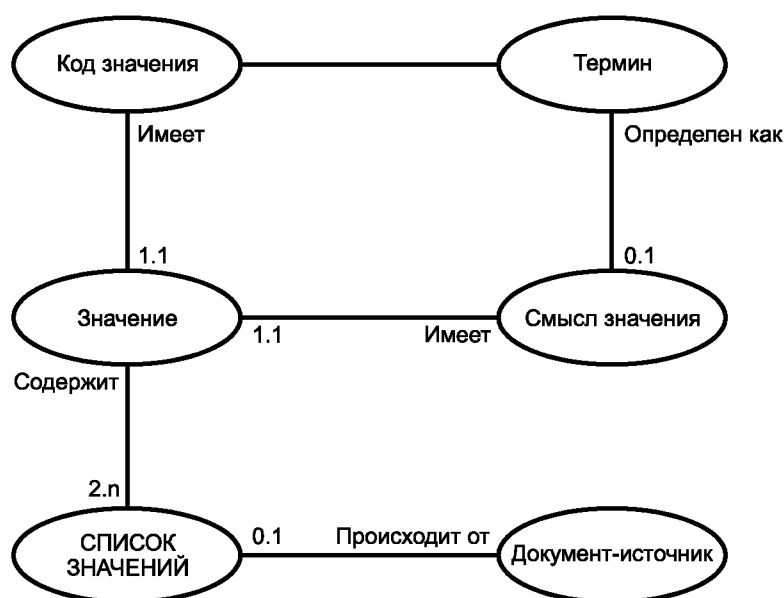 Код значения
Термин
Имеет
Определен как
1.1
0.1
Значение
1.1
Имеет
Смысл значения
Содержит
2.n
СПИСОК
ЗНАЧЕНИЙ
0.1
Происходит от
Документ-источник